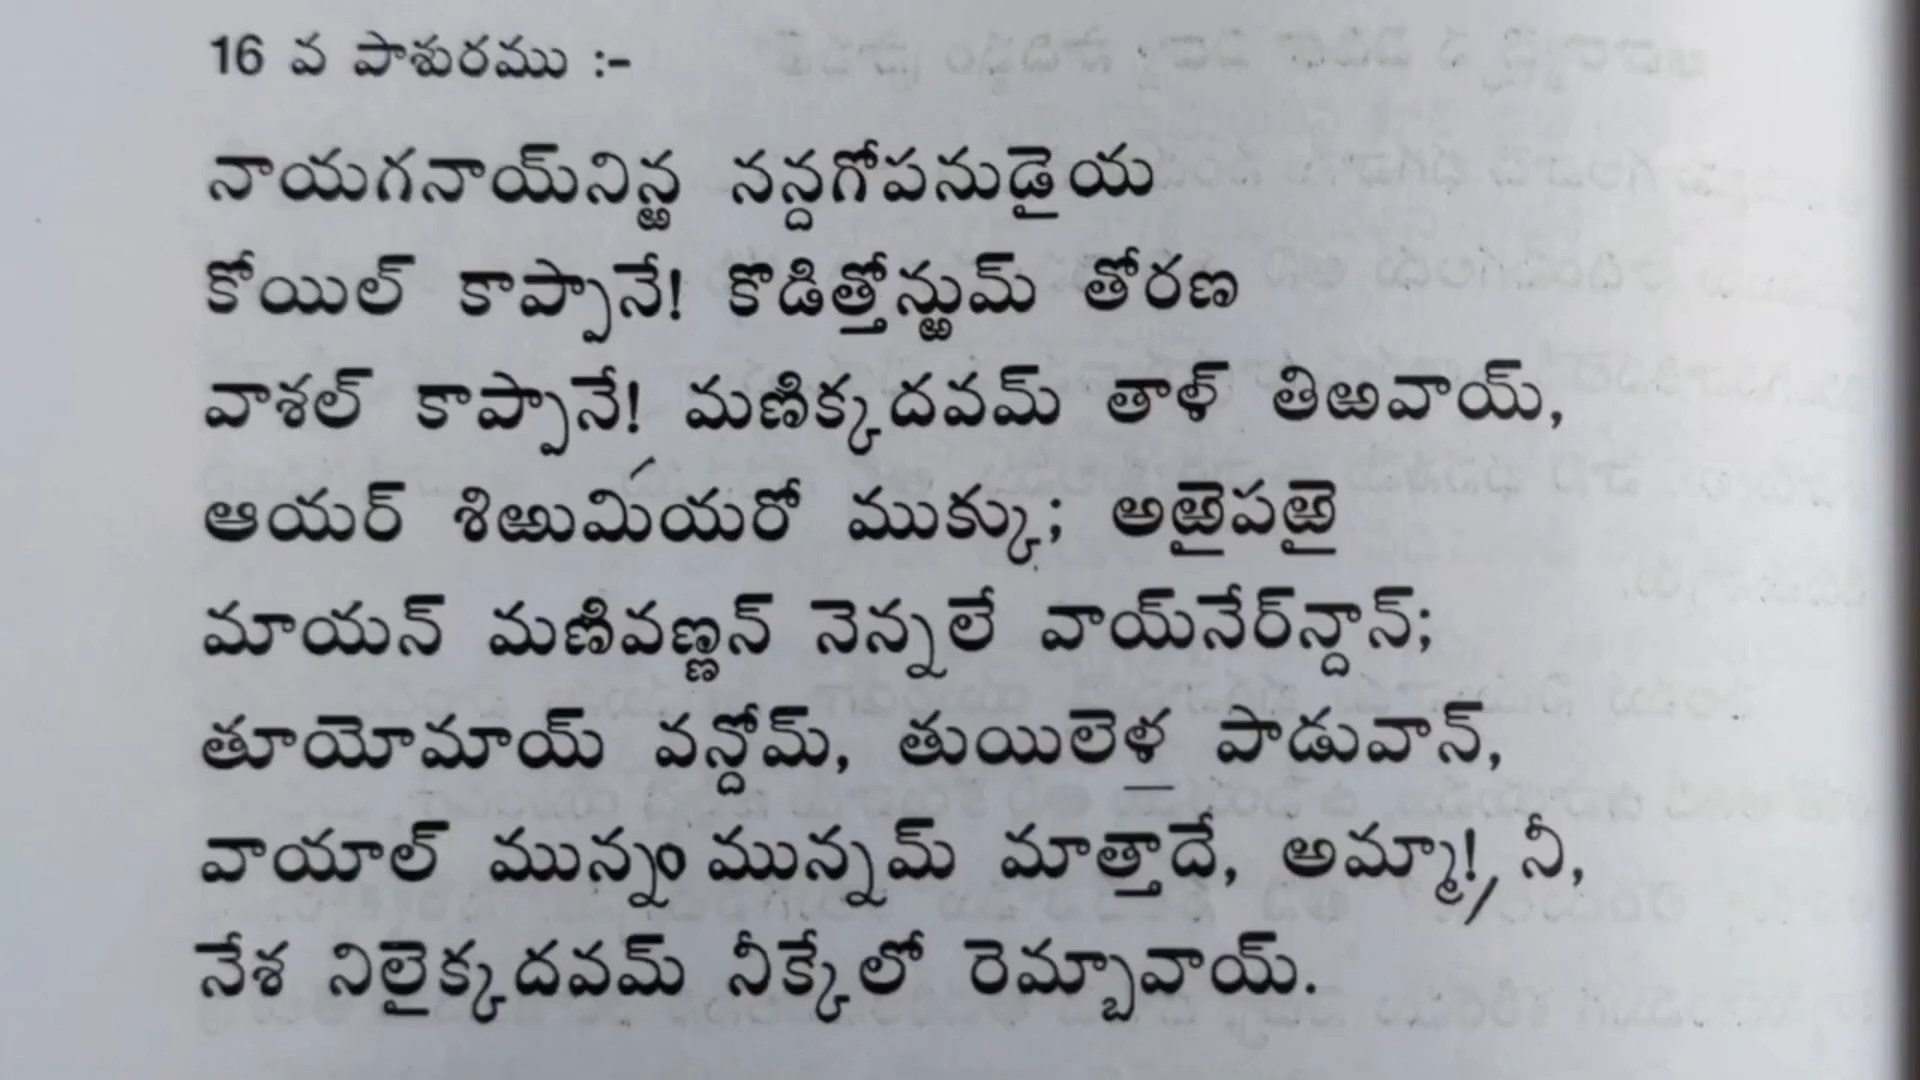 16 వ పాశురము :-
నాయగనాయ్‌నిన్ఱ నన్దగోపనుడైయ
కోయిల్ కాప్పానే! కొడిత్తోన్ఱుమ్ తోరణ
వాశల్ కాప్పానే! మణిక్కదవమ్ తాళ్ తిఱవాయ్,
ఆయర్ శిఱుమియరో ముక్కు; అఱైపఱై
మాయన్ మణివణ్ణన్ నెన్నలే వాయ్‌నేర్‌న్దాన్;
తూయోమాయ్ వన్దోమ్, తుయిలెళ పాడువాన్,
వాయాల్ మున్నం మున్నమ్ మాత్తాదే, అమ్మా!, నీ,
నేశ నిలైక్కదవమ్ నీక్కేలో రెమ్బావాయ్.